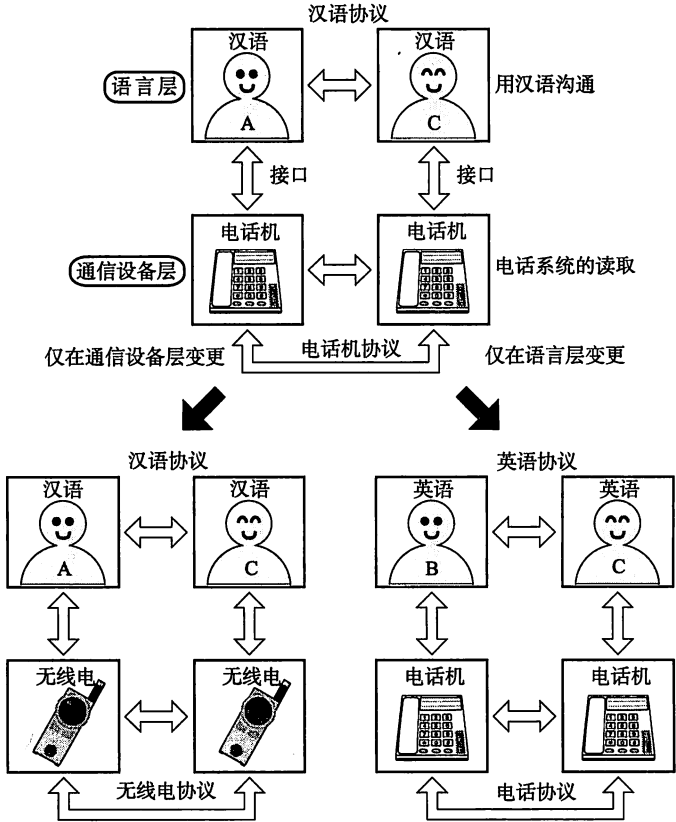 汉语协议
汉语
汉语
语言层
用汉语沟通
A
C
接口
接口
电话机
电话机
通信设备层
电话系统的读取
仅在通信设备层变更
电话机协议
仅在语言层变更
汉语协议
英语协议
汉语
汉语
英语
英语
A
C
B
C
无线电
无线电
电话机
电话机
无线电协议
电话协议